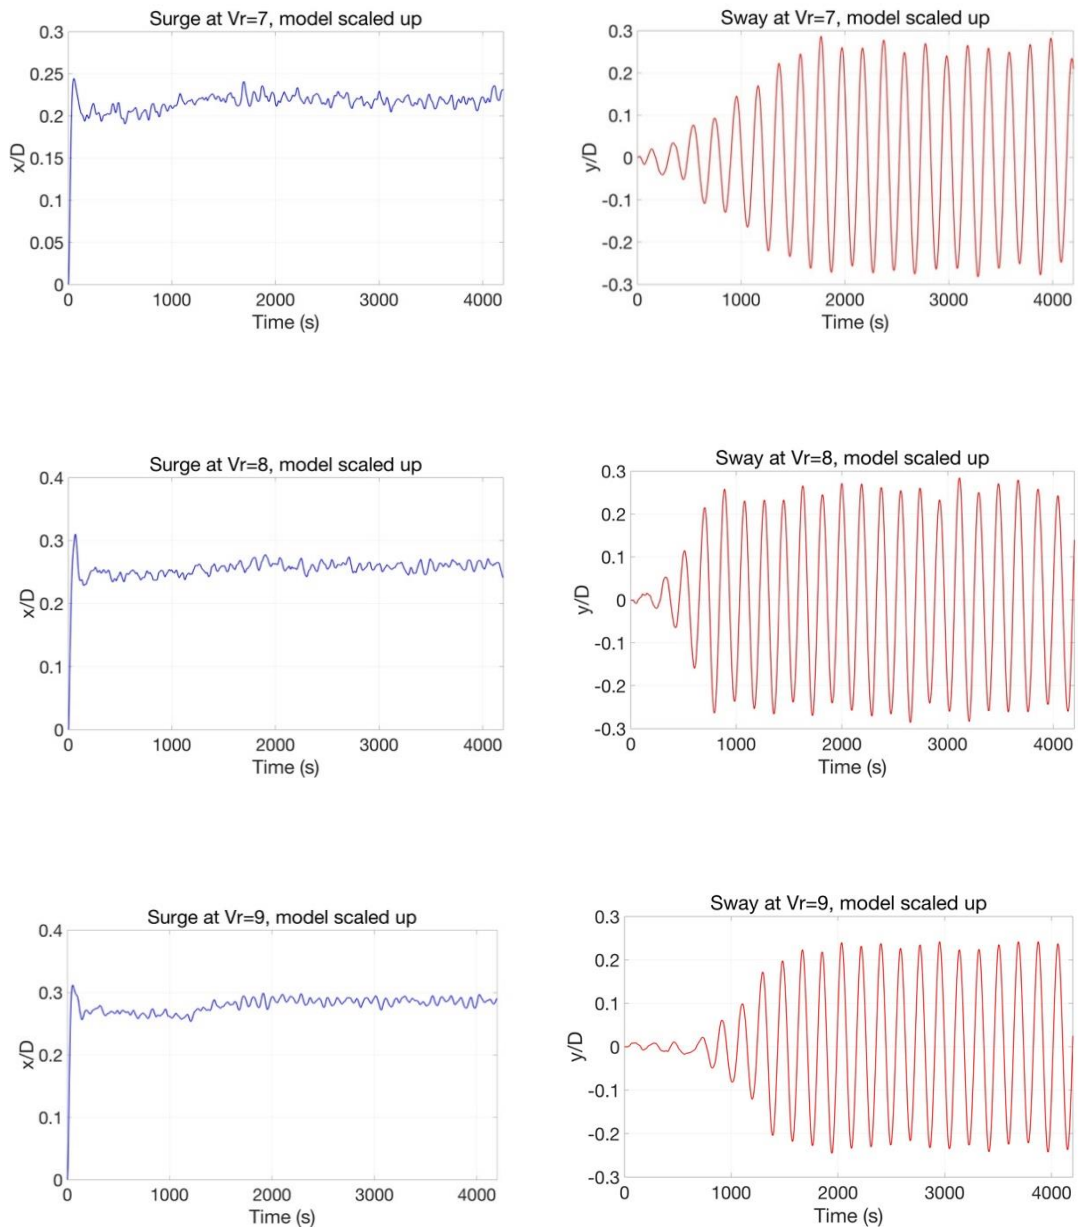 Surge at Vr=7, model scaled up
0.3
0.25
0.2
0.15
0.1
0.05
0
x/D
0 1000 2000 3000 4000
Time (s)
Sway at Vr=7, model scaled up
0.3
0.2
0.1
0
-0.1
-0.2
-0.3
y/D
0 1000 2000 3000 4000
Time (s)
Surge at Vr=8, model scaled up
0.4
0.3
0.2
0.1
0
x/D
0 1000 2000 3000 4000
Time (s)
Sway at Vr=8, model scaled up
0.3
0.2
0.1
0
-0.1
-0.2
-0.3
y/D
0 1000 2000 3000 4000
Time (s)
Surge at Vr=9, model scaled up
0.4
0.3
0.2
0.1
0
x/D
0 1000 2000 3000 4000
Time (s)
Sway at Vr=9, model scaled up
0.3
0.2
0.1
0
-0.1
-0.2
-0.3
y/D
0 1000 2000 3000 4000
Time (s)